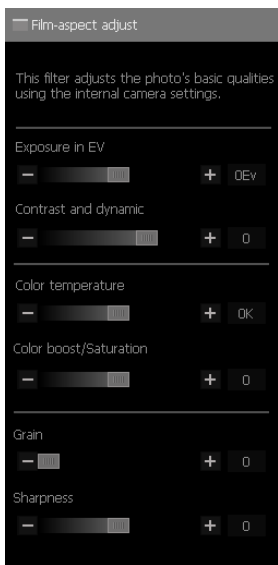 Film-aspect adjust
This filter adjusts the photo's basic qualities
using the internal camera settings.
Exposure in EV
0Ev
Contrast and dynamic
0
Color temperature
0K
Color boost/Saturation
0
Grain
0
Sharpness
0